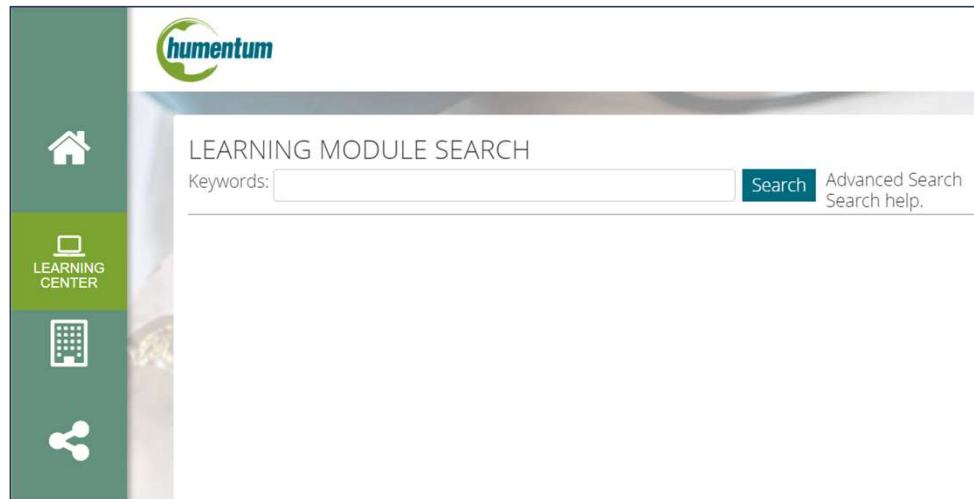 humentum
LEARNING MODULE SEARCH
Keywords:
Search
Advanced Search
Search help.
LEARNING
CENTER